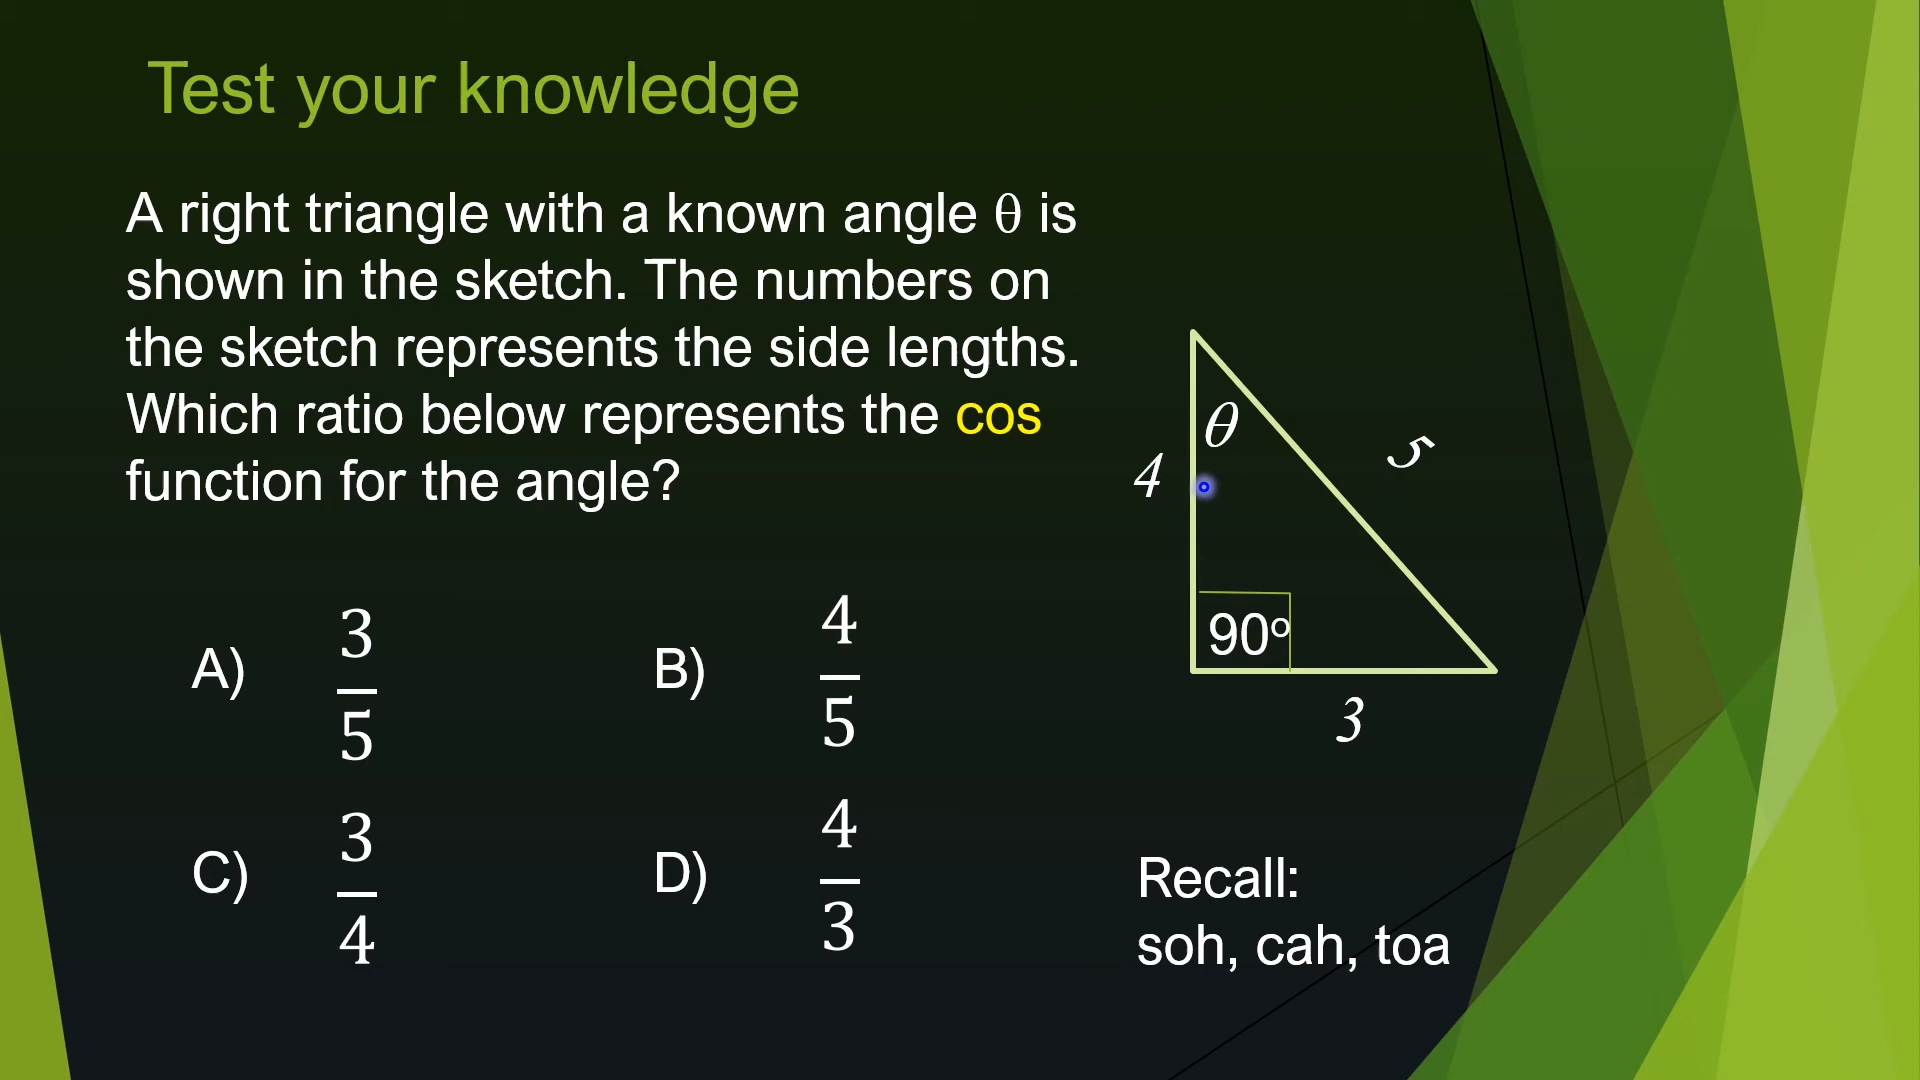 Test your knowledge
A right triangle with a known angle θ is
shown in the sketch. The numbers on
the sketch represents the side lengths.
Which ratio below represents the cos
function for the angle?
A) 3/5
B) 4/5
C) 3/4
D) 4/3
θ
4
5
90º
3
Recall:
soh, cah, toa